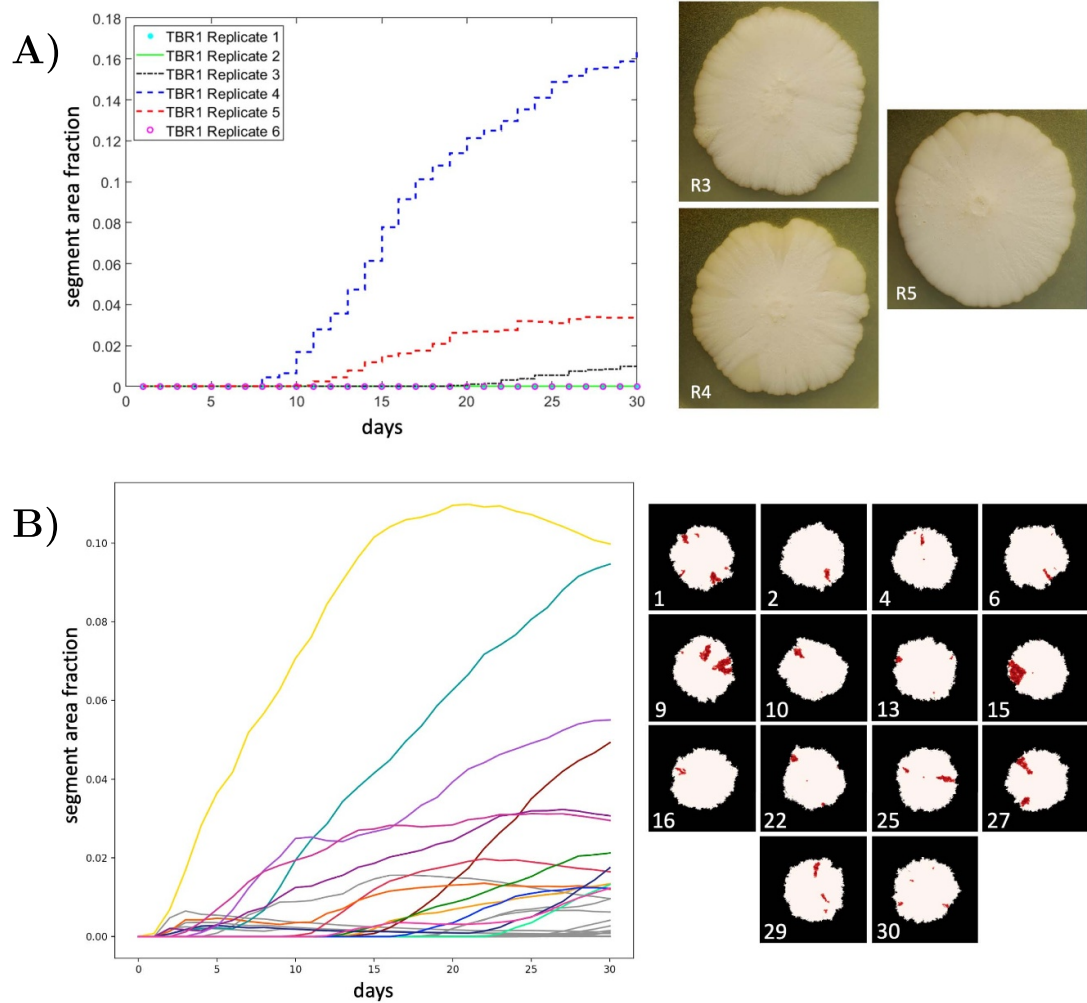 A)
0.18
0.16
0.14
0.12
0.1
0.08
0.06
0.04
0.02
0
segment area fraction
TBR1 Replicate 1
TBR1 Replicate 2
TBR1 Replicate 3
TBR1 Replicate 4
TBR1 Replicate 5
TBR1 Replicate 6
0 5 10 15 20 25 30
days
R3
R4
R5
B)
0.10
0.08
0.06
0.04
0.02
0.00
segment area fraction
0 5 10 15 20 25 30
days
1 2 4 6
9 10 13 15
16 22 25 27
29 30